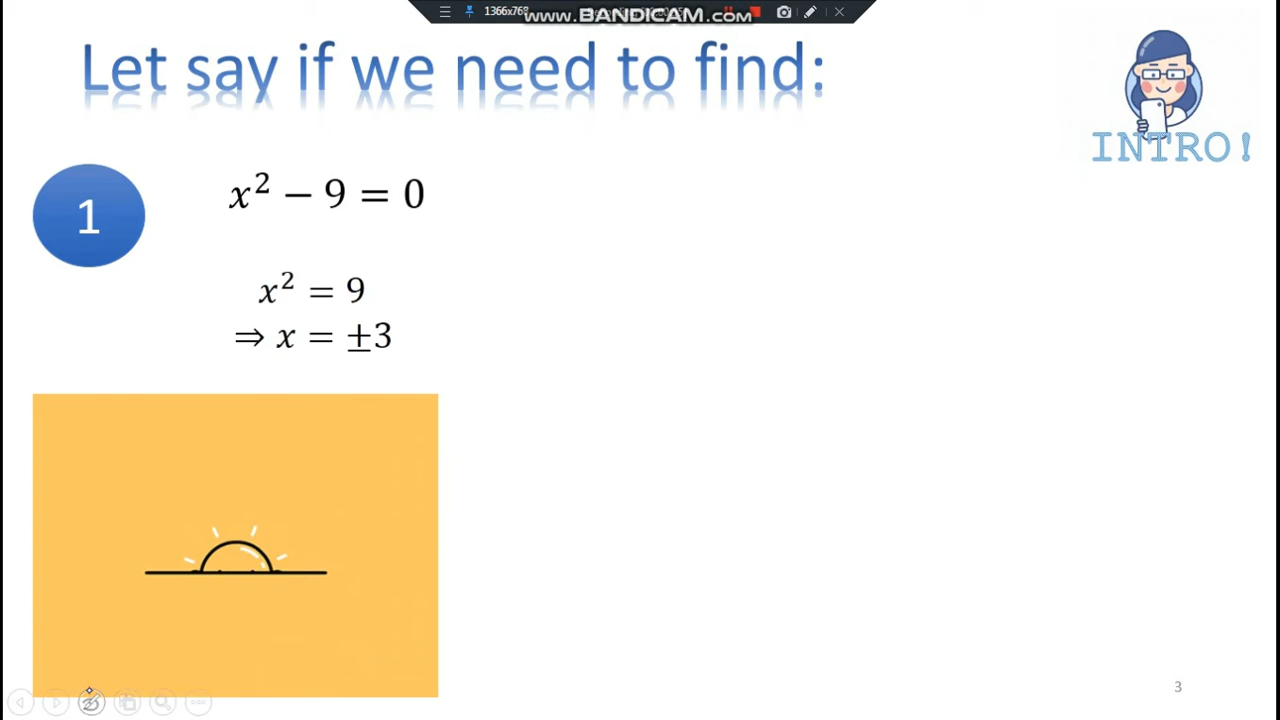 1366x768
www.BANDICAM.com
Let say if we need to find:
INTRO!
1
x² − 9 = 0
x² = 9
⇒ x = ±3
3